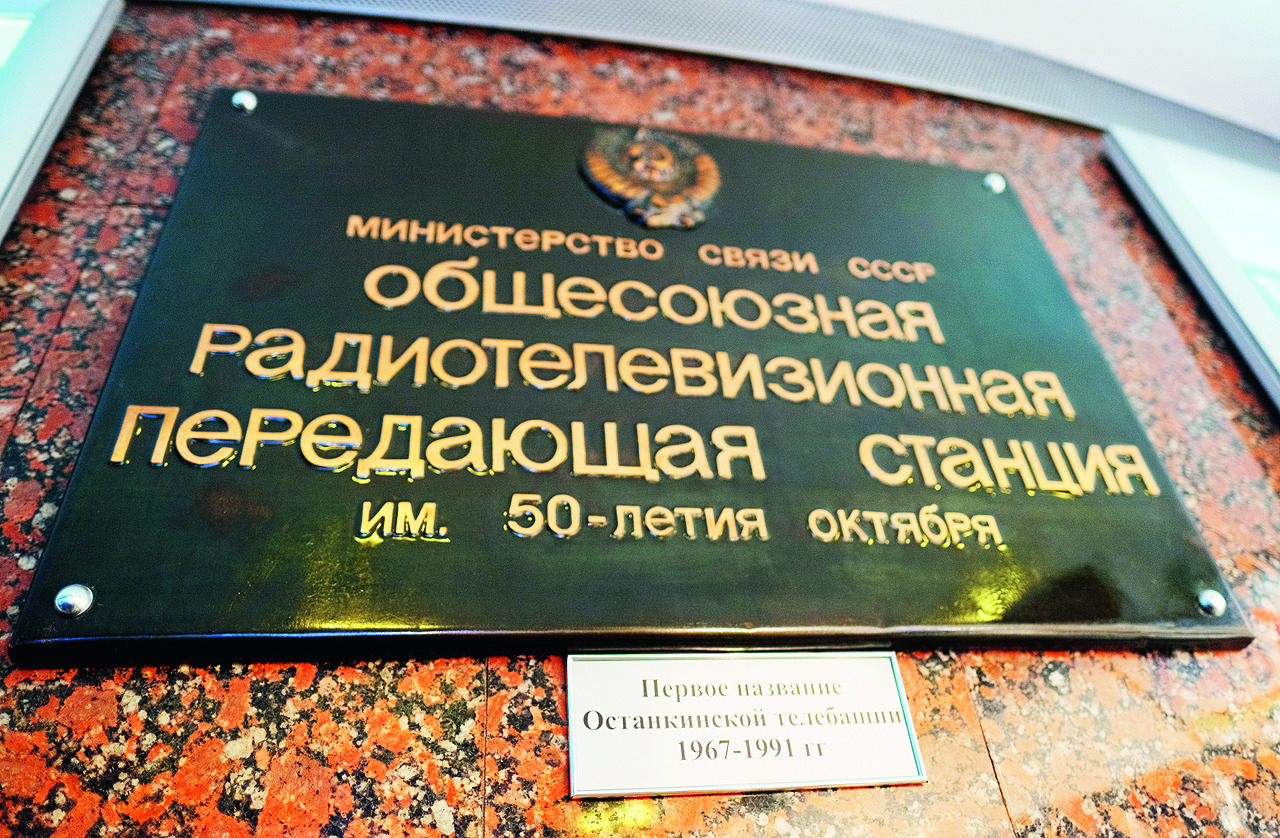 МИНИСТЕРСТВО СВЯЗИ СССР
ОБЩЕСОЮЗНАЯ
РАДИОТЕЛЕВИЗИОННАЯ
ПЕРЕДАЮЩАЯ СТАНЦИЯ
ИМ. 50-ЛЕТИЯ ОКТЯБРЯ
Первое название
Останкинской телебашни
1967-1991 гг